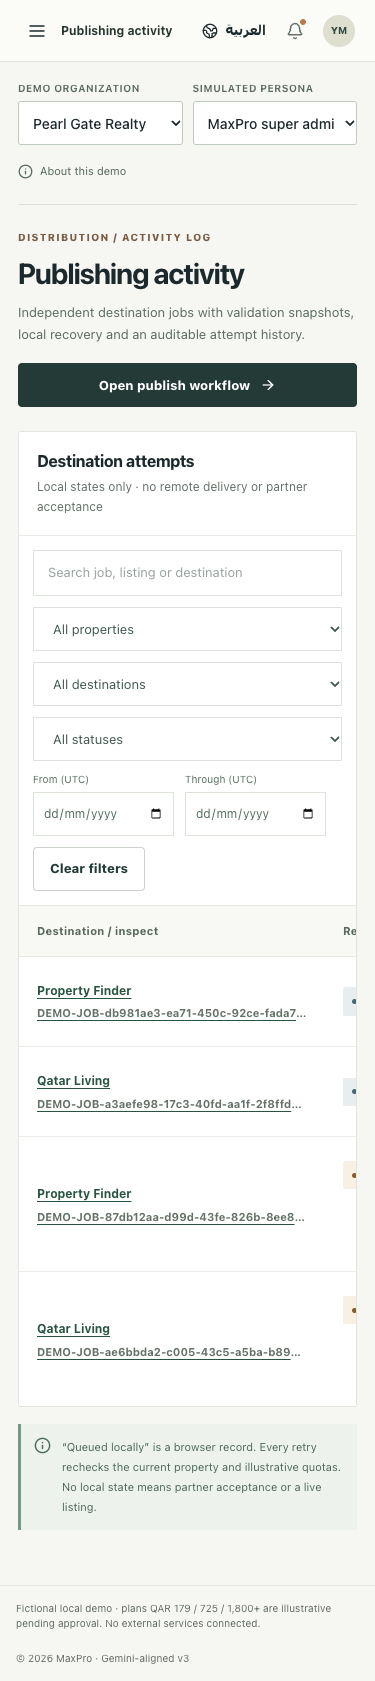 Publishing activity
العربية
YM
DEMO ORGANIZATION
SIMULATED PERSONA
Pearl Gate Realty
MaxPro super admi
About this demo
DISTRIBUTION / ACTIVITY LOG
Publishing activity
Independent destination jobs with validation snapshots,
local recovery and an auditable attempt history.
Open publish workflow →
Destination attempts
Local states only · no remote delivery or partner
acceptance
Search job, listing or destination
All properties
All destinations
All statuses
From (UTC)
Through (UTC)
dd/mm/yyyy
dd/mm/yyyy
Clear filters
Destination / inspect
Re
Property Finder
DEMO-JOB-db981ae3-ea71-450c-92ce-fada7...
Qatar Living
DEMO-JOB-a3aefe98-17c3-40fd-aa1f-2f8ffd...
Property Finder
DEMO-JOB-87db12aa-d99d-43fe-826b-8ee8...
Qatar Living
DEMO-JOB-ae6bbda2-c005-43c5-a5ba-b89...
“Queued locally” is a browser record. Every retry
rechecks the current property and illustrative quotas.
No local state means partner acceptance or a live
listing.
Fictional local demo · plans QAR 179 / 725 / 1,800+ are illustrative
pending approval. No external services connected.
© 2026 MaxPro · Gemini-aligned v3